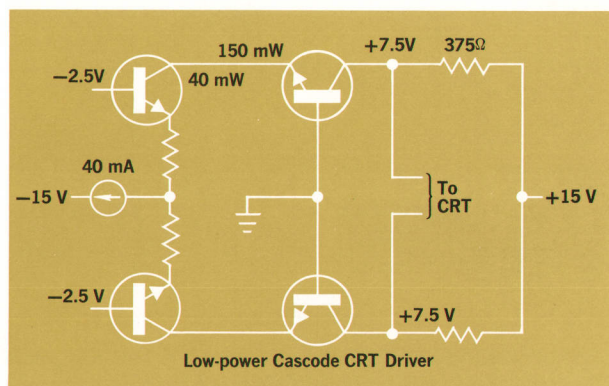 150 mW
+7.5V
375Ω
−2.5V
40 mW
40 mA
−15 V
To
CRT
+15 V
−2.5 V
+7.5 V
Low-power Cascode CRT Driver